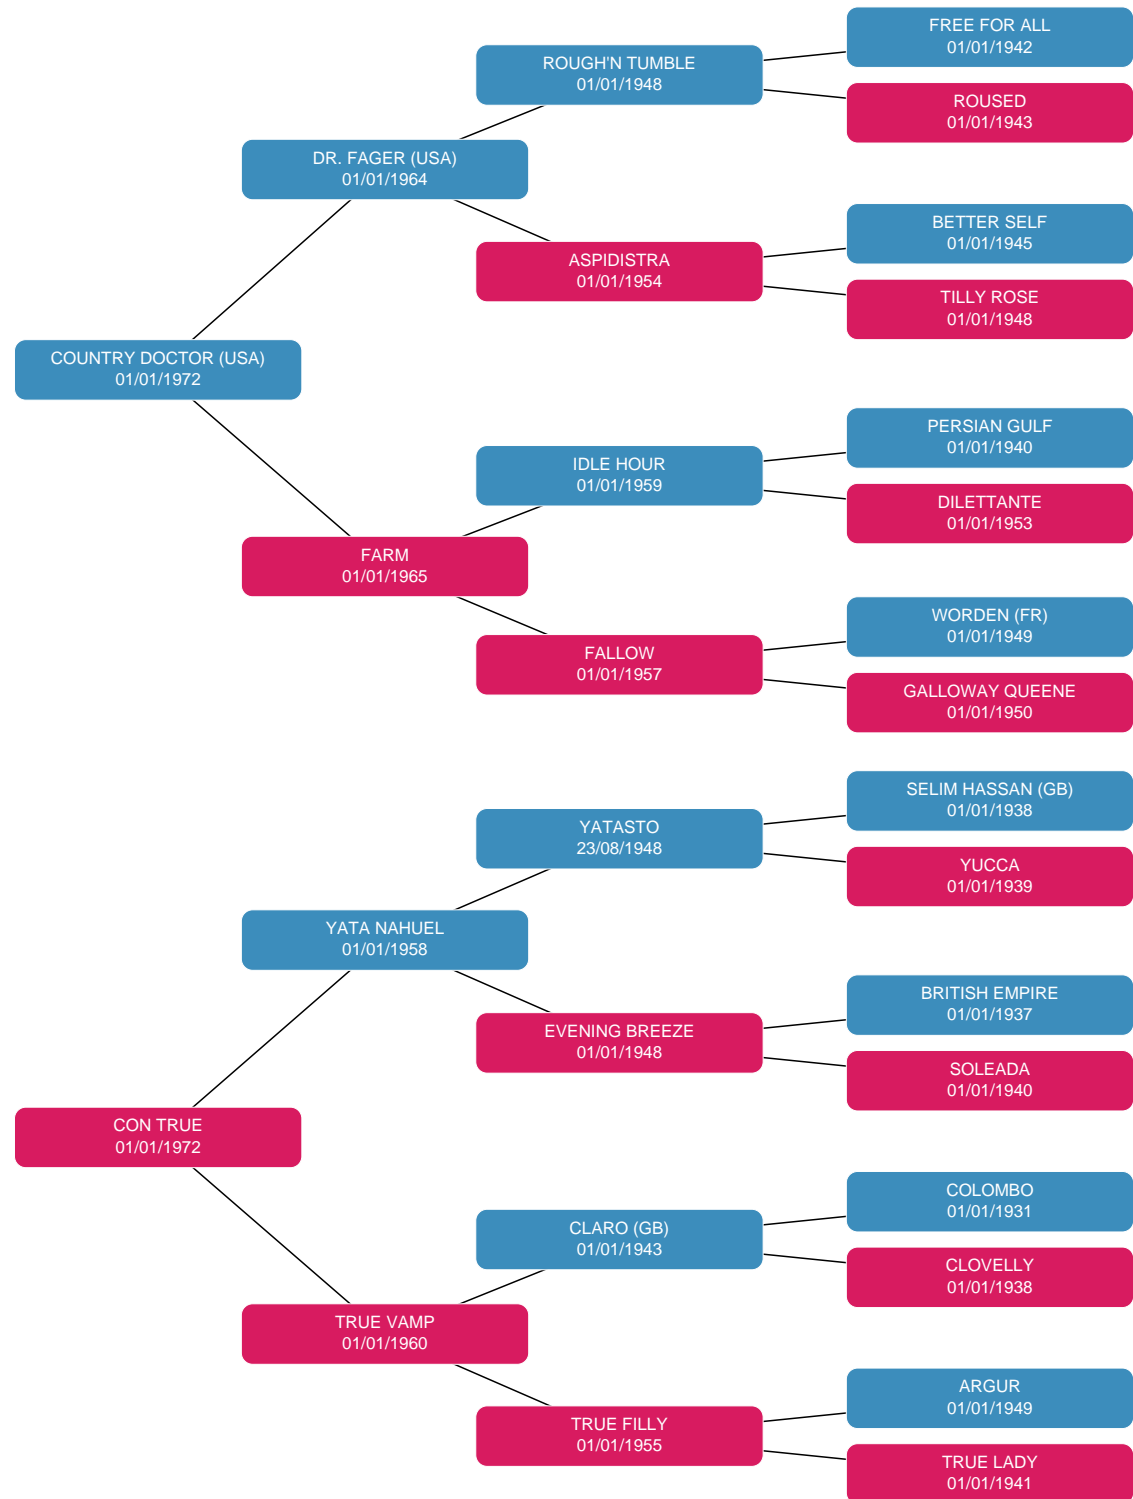 FREE FOR ALL
01/01/1942
ROUGH'N TUMBLE
01/01/1948
ROUSED
01/01/1943
DR. FAGER (USA)
01/01/1964
BETTER SELF
01/01/1945
ASPIDISTRA
01/01/1954
TILLY ROSE
01/01/1948
COUNTRY DOCTOR (USA)
01/01/1972
PERSIAN GULF
01/01/1940
IDLE HOUR
01/01/1959
DILETTANTE
01/01/1953
FARM
01/01/1965
WORDEN (FR)
01/01/1949
FALLOW
01/01/1957
GALLOWAY QUEENE
01/01/1950
SELIM HASSAN (GB)
01/01/1938
YATASTO
23/08/1948
YUCCA
01/01/1939
YATA NAHUEL
01/01/1958
BRITISH EMPIRE
01/01/1937
EVENING BREEZE
01/01/1948
SOLEADA
01/01/1940
CON TRUE
01/01/1972
COLOMBO
01/01/1931
CLARO (GB)
01/01/1943
CLOVELLY
01/01/1938
TRUE VAMP
01/01/1960
ARGUR
01/01/1949
TRUE FILLY
01/01/1955
TRUE LADY
01/01/1941